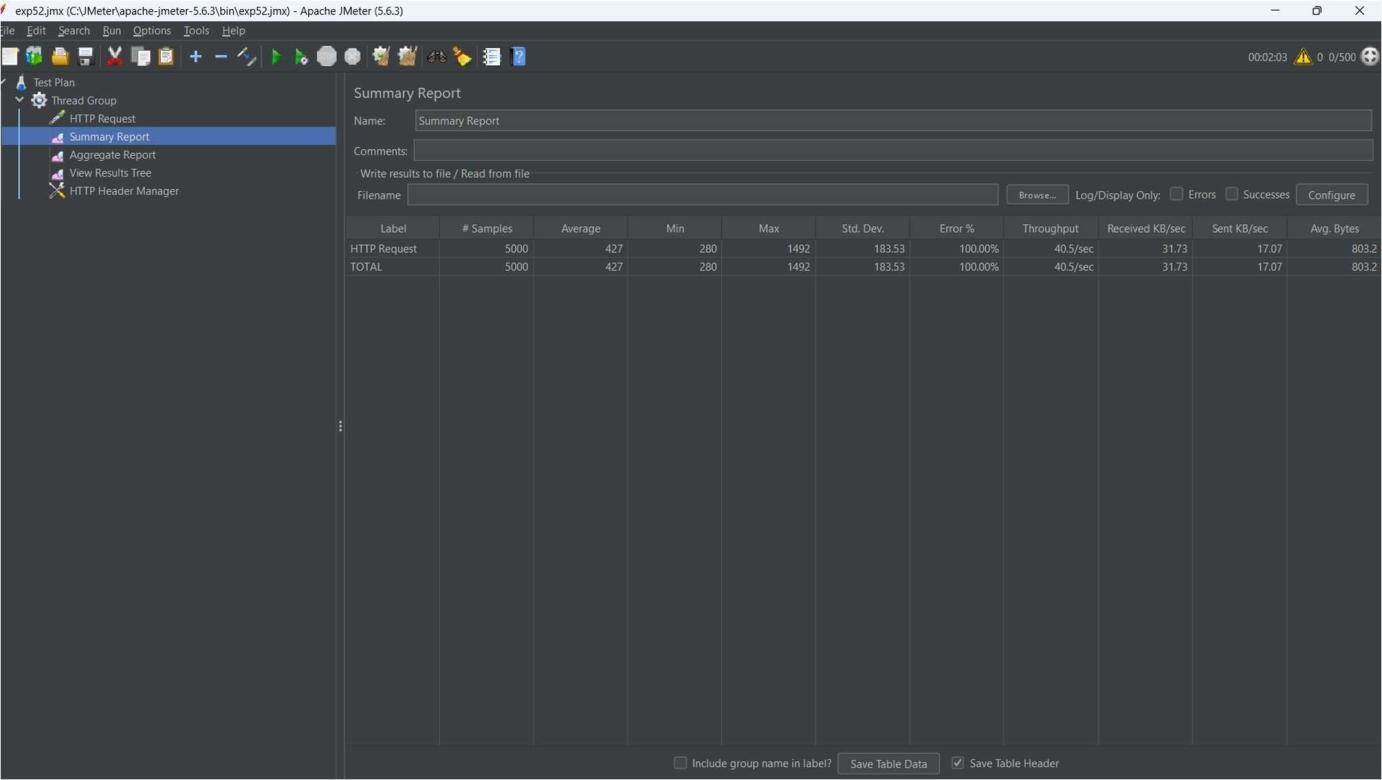 exp52.jmx (C:\JMeter\apache-jmeter-5.6.3\bin\exp52.jmx) - Apache JMeter (5.6.3)
ile Edit Search Run Options Tools Help
00:02:03 0 0/500
Test Plan
Thread Group
HTTP Request
Summary Report
Aggregate Report
View Results Tree
HTTP Header Manager
Summary Report
Name: Summary Report
Comments:
Write results to file / Read from file
Filename Browse... Log/Display Only: Errors Successes Configure
Label # Samples Average Min Max Std. Dev. Error % Throughput Received KB/sec Sent KB/sec Avg. Bytes
HTTP Request 5000 427 280 1492 183.53 100.00% 40.5/sec 31.73 17.07 803.2
TOTAL 5000 427 280 1492 183.53 100.00% 40.5/sec 31.73 17.07 803.2
Include group name in label? Save Table Data Save Table Header